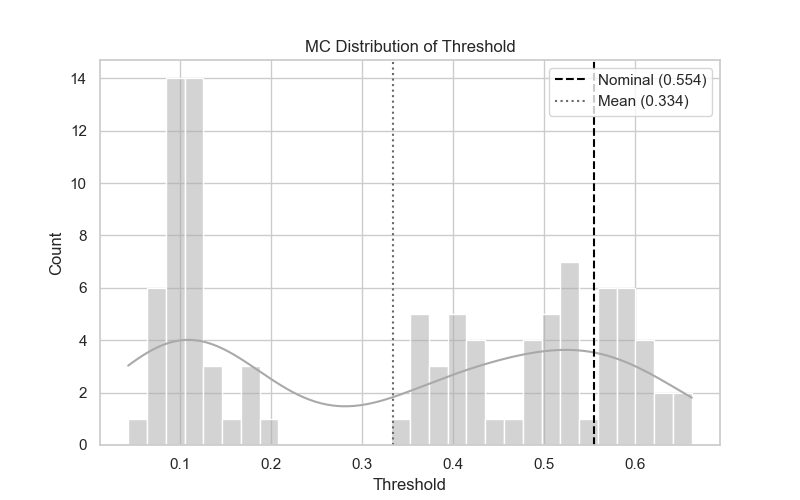 MC Distribution of Threshold
Nominal (0.554)
Mean (0.334)
Count
14
12
10
8
6
4
2
0
0.1 0.2 0.3 0.4 0.5 0.6
Threshold